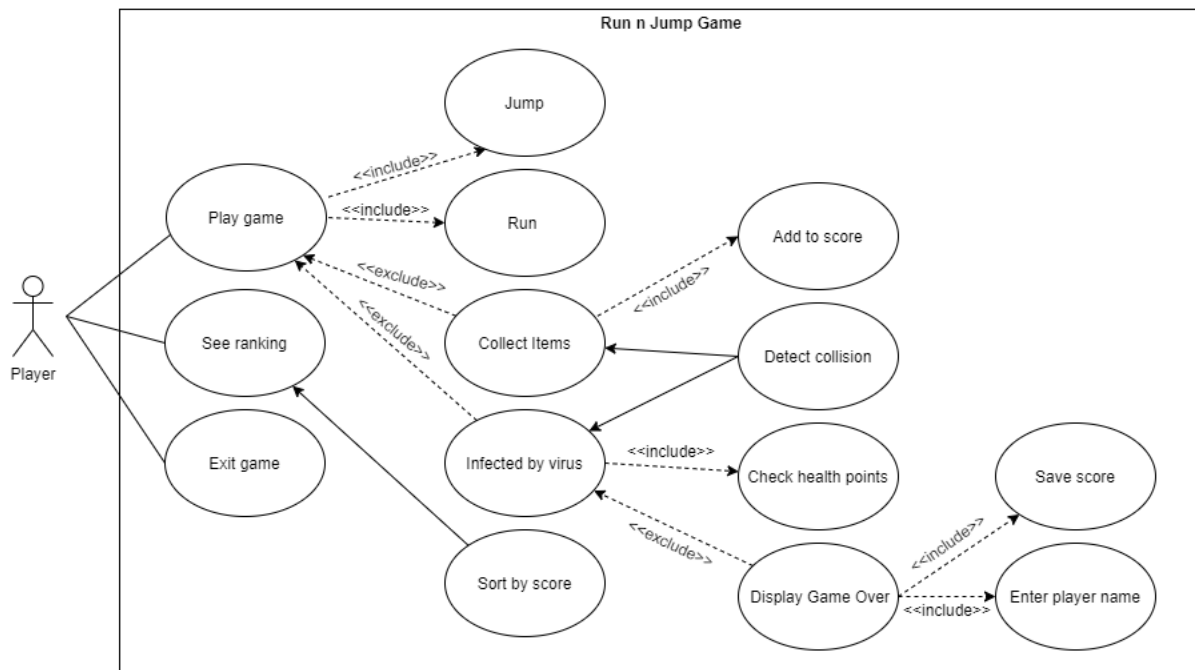 Run n Jump Game
Jump
<<include>>
Play game
<<include>>
Run
Add to score
<<exclude>>
<<include>>
<<exclude>>
See ranking
Collect Items
Detect collision
Player
Exit game
Infected by virus
<<include>>
Check health points
Save score
<<exclude>>
<<include>>
Sort by score
Display Game Over
<<include>>
Enter player name